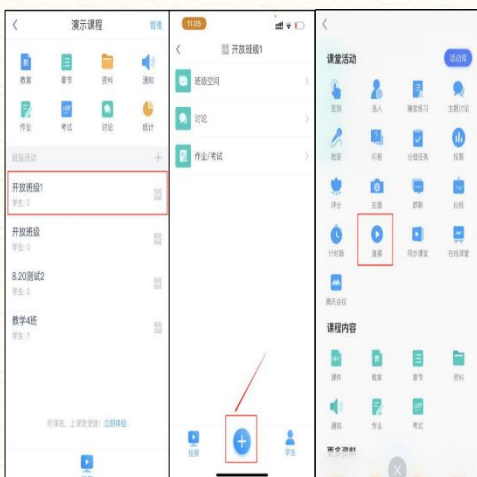 演示课程
管理
教案 章节 资料 通知
作业 考试 讨论 统计
班级活动
开放班级1
学生: 0
开放班级
学生: 0
8.20测试2
学生: 2
教学4班
学生: 7
立即体验
投屏
11:05
开放班级1
班级空间
讨论
作业/考试
投屏
学生
课堂活动
活动库
签到 选人 随堂练习 主题讨论
抢答 问卷 分组任务 投票
评分 拍摄 群聊 白板
计时器 直播 同步课堂 在线课堂
腾讯会议
课程内容
课件 教案 章节 资料
通知 作业 考试
更多资料